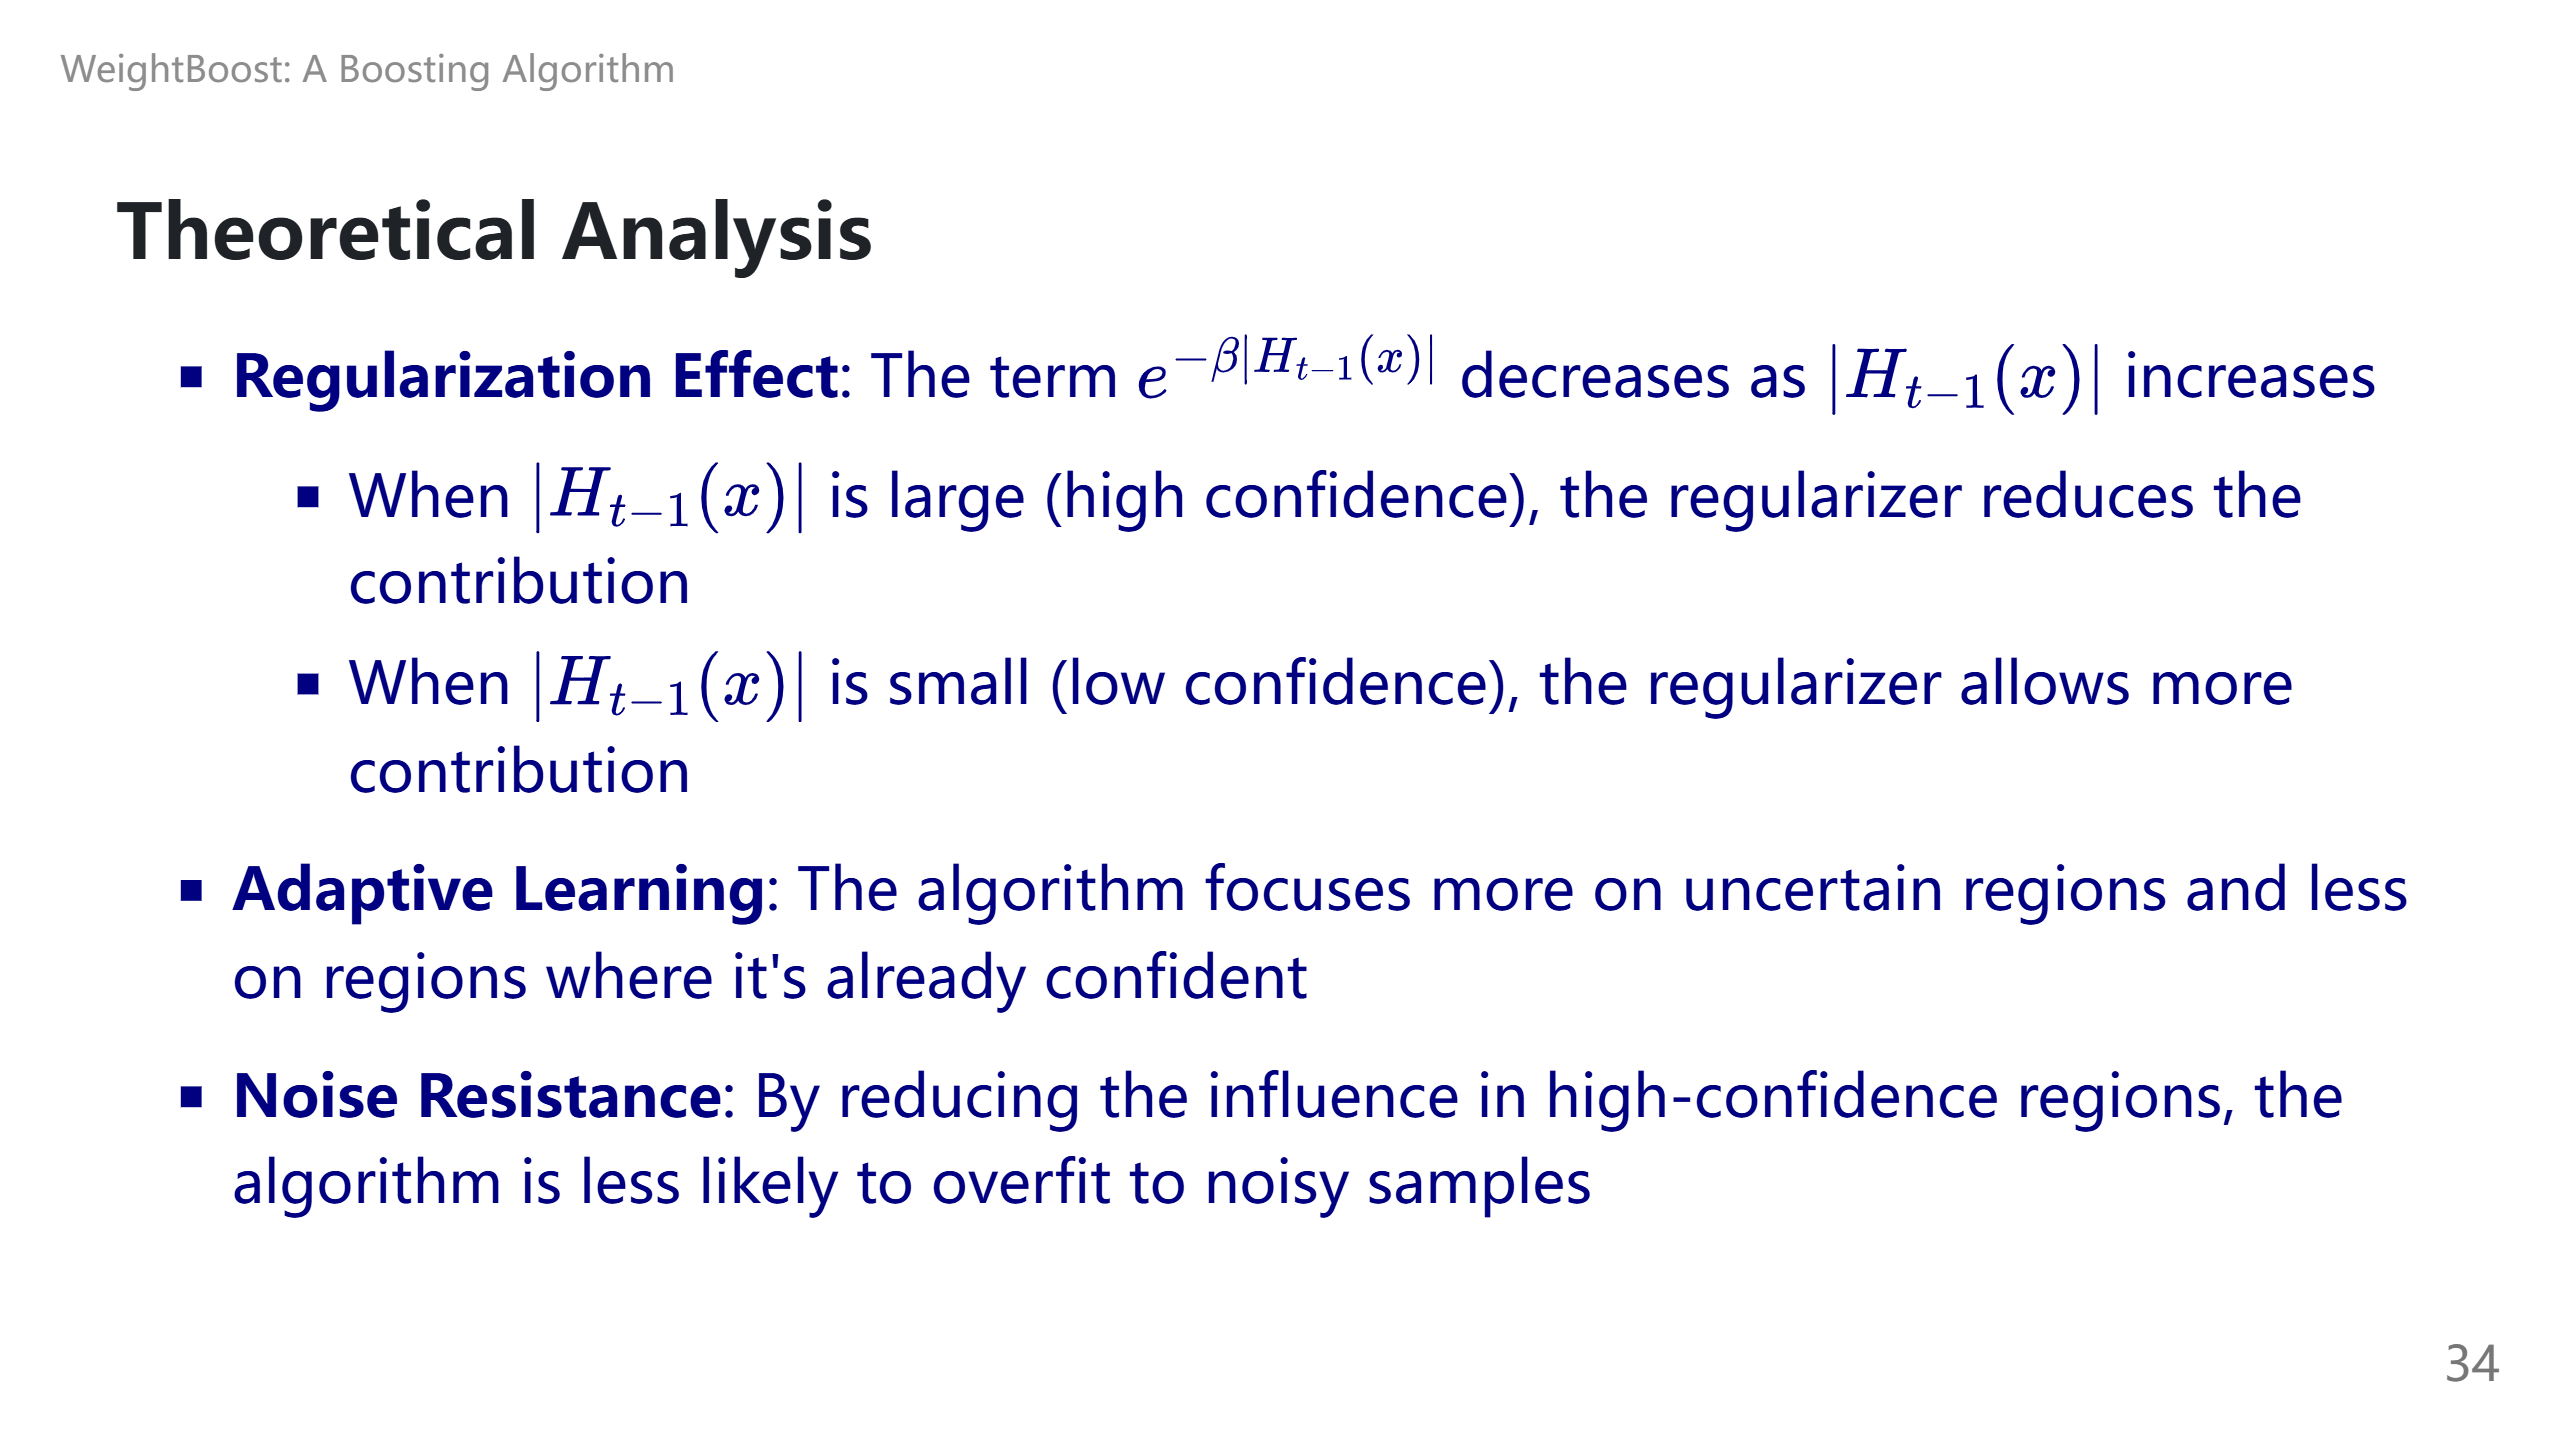 WeightBoost: A Boosting Algorithm
Theoretical Analysis
▪ Regularization Effect: The term $e^{-\beta|H_{t-1}(x)|}$ decreases as $|H_{t-1}(x)|$ increases
▪ When $|H_{t-1}(x)|$ is large (high confidence), the regularizer reduces the
contribution
▪ When $|H_{t-1}(x)|$ is small (low confidence), the regularizer allows more
contribution
▪ Adaptive Learning: The algorithm focuses more on uncertain regions and less
on regions where it's already confident
▪ Noise Resistance: By reducing the influence in high-confidence regions, the
algorithm is less likely to overfit to noisy samples
34